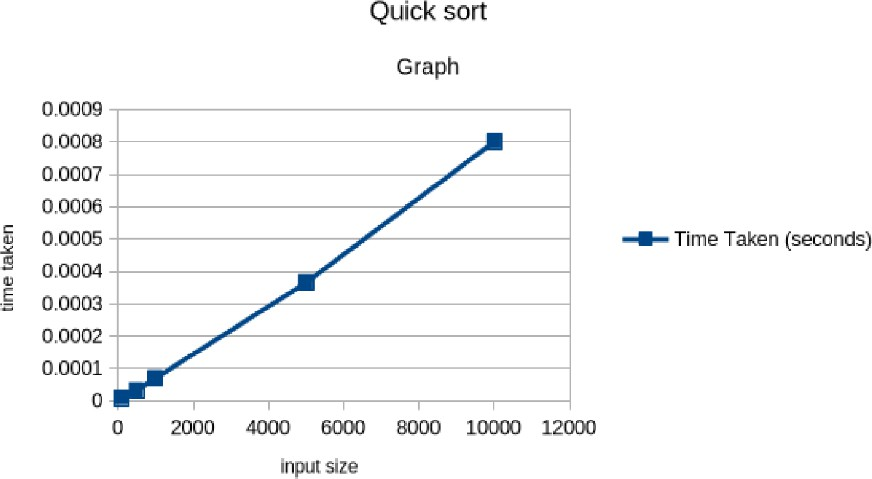 Quick sort
Graph
0.0009
0.0008
0.0007
0.0006
0.0005
0.0004
0.0003
0.0002
0.0001
0
time taken
0 2000 4000 6000 8000 10000 12000
input size
Time Taken (seconds)